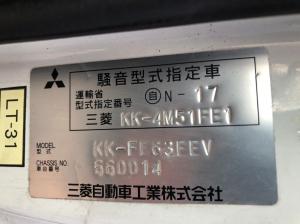 騒音型式指定車
運輸省
型式指定番号 自 N-17
三菱 KK-4M51FE1
MODEL 型式 KK-FE63EEV
CHASSIS NO. 車台番号 560014
三菱自動車工業株式会社
LT-31